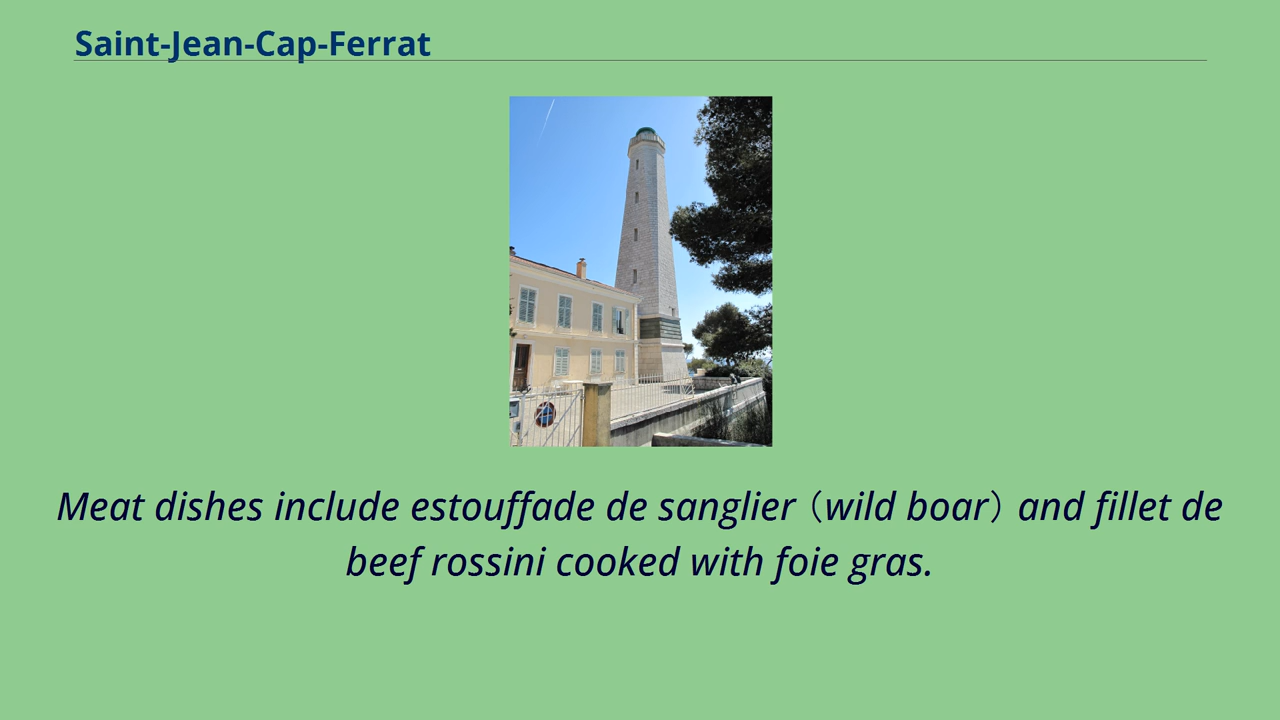 Saint-Jean-Cap-Ferrat
Meat dishes include estouffade de sanglier（wild boar）and fillet de
beef rossini cooked with foie gras.